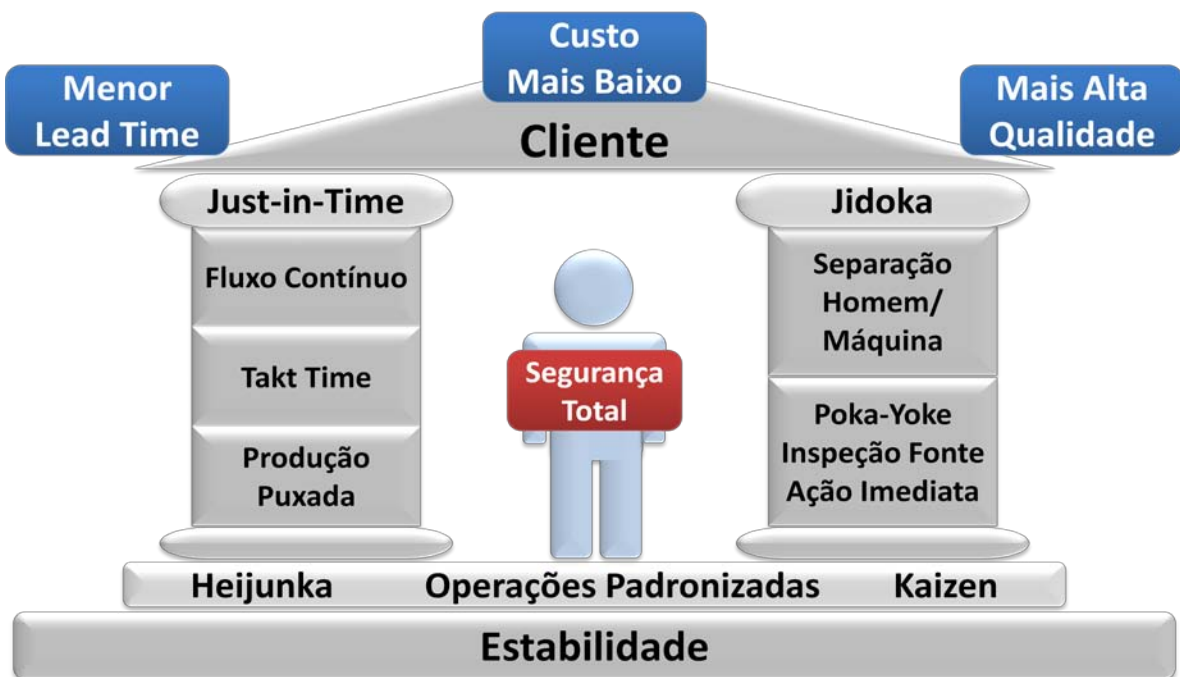 Custo
Mais Baixo
Menor
Lead Time
Mais Alta
Qualidade
Cliente
Just-in-Time
Fluxo Contínuo
Takt Time
Produção
Puxada
Segurança
Total
Jidoka
Separação
Homem/
Máquina
Poka-Yoke
Inspeção Fonte
Ação Imediata
Heijunka Operações Padronizadas Kaizen
Estabilidade